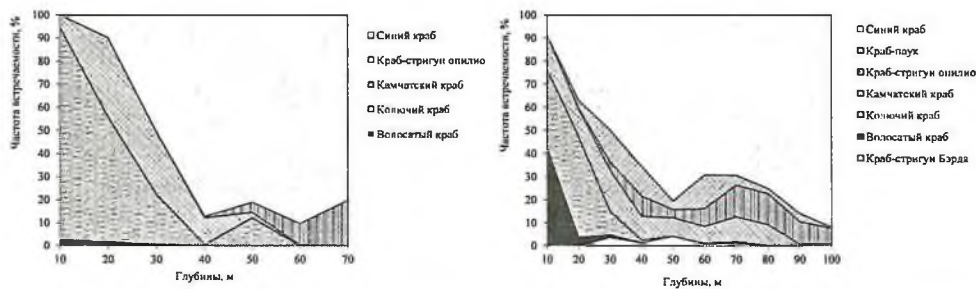 Частота встречаемости, %
100
90
80
70
60
50
40
30
20
10
0
10 20 30 40 50 60 70
Глубины, м
Синий краб
Краб-стригун опилио
Камчатский краб
Колючий краб
Волосатый краб
Частота встречаемости, %
100
90
80
70
60
50
40
30
20
10
0
10 20 30 40 50 60 70 80 90 100
Глубины, м
Синий краб
Краб-паук
Краб-стригун опилио
Камчатский краб
Колючий краб
Волосатый краб
Краб-стригун Бэрда